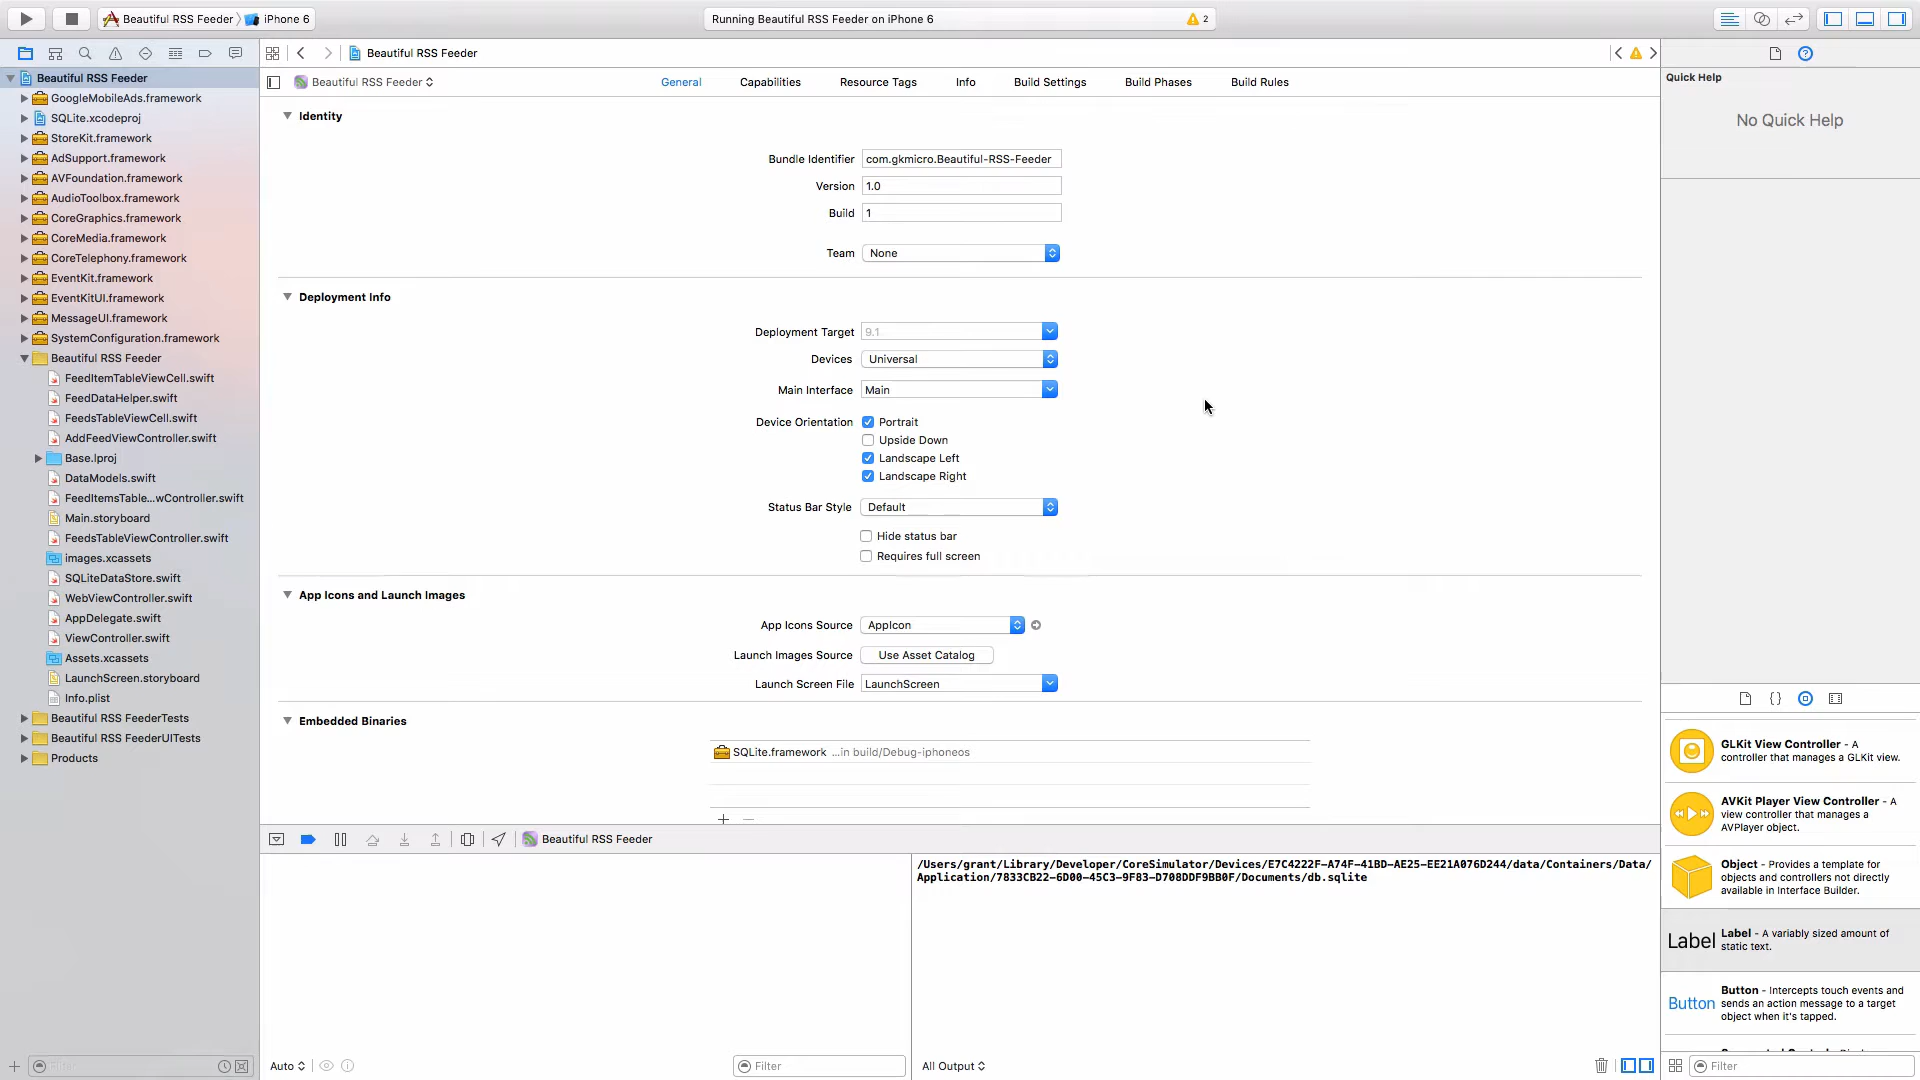 Beautiful RSS Feeder
iPhone 6
Running Beautiful RSS Feeder on iPhone 6
2
Beautiful RSS Feeder
Quick Help
No Quick Help
Beautiful RSS Feeder
General
Capabilities
Resource Tags
Info
Build Settings
Build Phases
Build Rules
Beautiful RSS Feeder
GoogleMobileAds.framework
SQLite.xcodeproj
StoreKit.framework
AdSupport.framework
AVFoundation.framework
AudioToolbox.framework
CoreGraphics.framework
CoreMedia.framework
CoreTelephony.framework
EventKit.framework
EventKitUI.framework
MessageUI.framework
SystemConfiguration.framework
Beautiful RSS Feeder
FeedItemTableViewCell.swift
FeedDataHelper.swift
FeedsTableViewCell.swift
AddFeedViewController.swift
Base.lproj
DataModels.swift
FeedItemsTable...wController.swift
Main.storyboard
FeedsTableViewController.swift
images.xcassets
SQLiteDataStore.swift
WebViewController.swift
AppDelegate.swift
ViewController.swift
Assets.xcassets
LaunchScreen.storyboard
Info.plist
Beautiful RSS FeederTests
Beautiful RSS FeederUITests
Products
Filter
Identity
Bundle Identifier com.gkmicro.Beautiful-RSS-Feeder
Version 1.0
Build 1
Team None
Deployment Info
Deployment Target 9.1
Devices Universal
Main Interface Main
Device Orientation Portrait
Upside Down
Landscape Left
Landscape Right
Status Bar Style Default
Hide status bar
Requires full screen
App Icons and Launch Images
App Icons Source AppIcon
Launch Images Source Use Asset Catalog
Launch Screen File LaunchScreen
Embedded Binaries
SQLite.framework ...in build/Debug-iphoneos
Beautiful RSS Feeder
/Users/grant/Library/Developer/CoreSimulator/Devices/E7C4222F-A74F-41BD-AE25-EE21A076D244/data/Containers/Data/
Application/7833CB22-6D00-45C3-9F83-D708DDF9BB0F/Documents/db.sqlite
Auto
Filter
All Output
GLKit View Controller - A
controller that manages a GLKit view.
AVKit Player View Controller - A
view controller that manages a
AVPlayer object.
Object - Provides a template for
objects and controllers not directly
available in Interface Builder.
Label
Label - A variably sized amount of
static text.
Button
Button - Intercepts touch events and
sends an action message to a target
object when it's tapped.
Filter